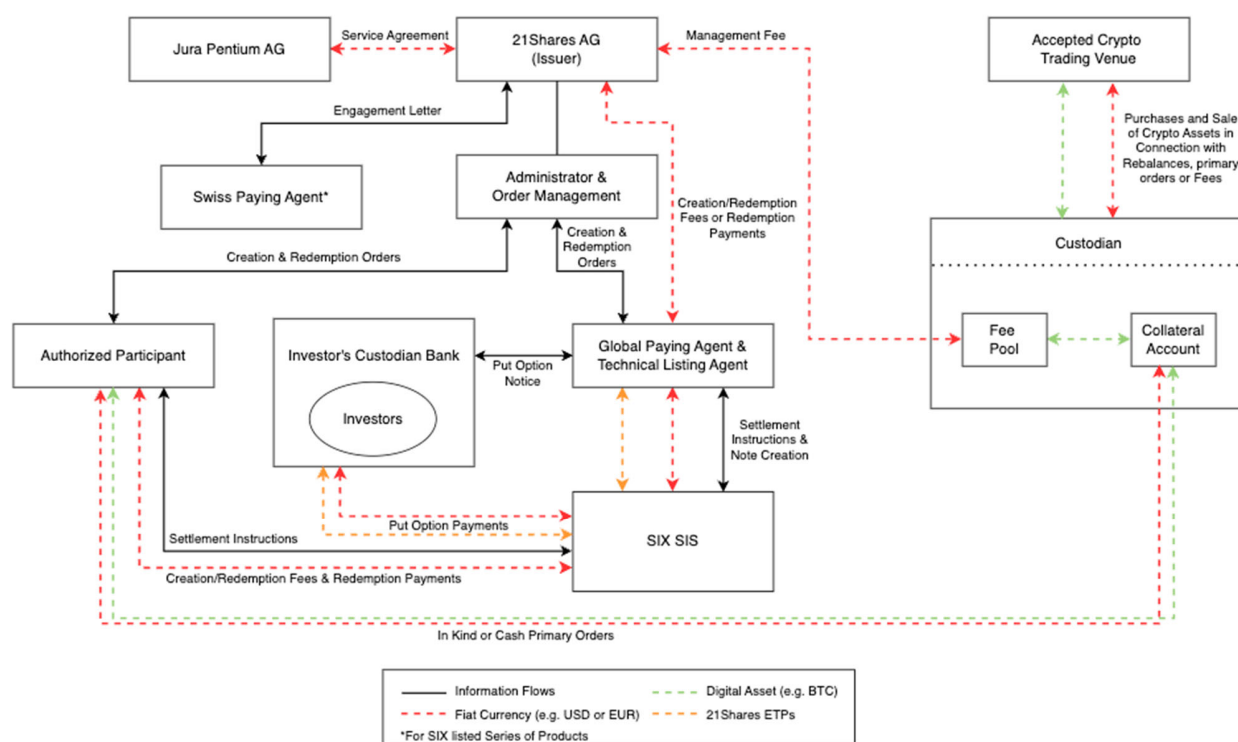 Jura Pentium AG
Service Agreement
21Shares AG
(Issuer)
Management Fee
Accepted Crypto
Trading Venue
Engagement Letter
Purchases and Sale
of Crypto Assets in
Connection with
Rebalances, primary
orders or Fees
Swiss Paying Agent*
Administrator &
Order Management
Creation/Redemption
Fees or Redemption
Payments
Creation & Redemption Orders
Creation &
Redemption
Orders
Custodian
Authorized Participant
Investor's Custodian Bank
Investors
Put Option
Notice
Global Paying Agent &
Technical Listing Agent
Fee
Pool
Collateral
Account
Settlement
Instructions &
Note Creation
Put Option Payments
Settlement Instructions
SIX SIS
Creation/Redemption Fees & Redemption Payments
In Kind or Cash Primary Orders
Information Flows
Digital Asset (e.g. BTC)
Fiat Currency (e.g. USD or EUR)
21Shares ETPs
*For SIX listed Series of Products